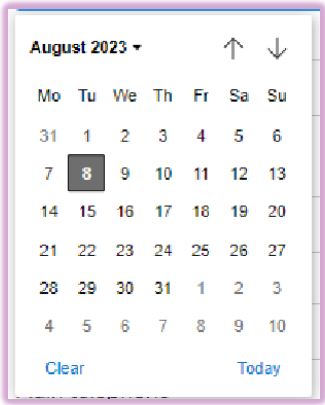 August 2023
Mo Tu We Th Fr Sa Su
31 1 2 3 4 5 6
7 8 9 10 11 12 13
14 15 16 17 18 19 20
21 22 23 24 25 26 27
28 29 30 31 1 2 3
4 5 6 7 8 9 10
Clear Today